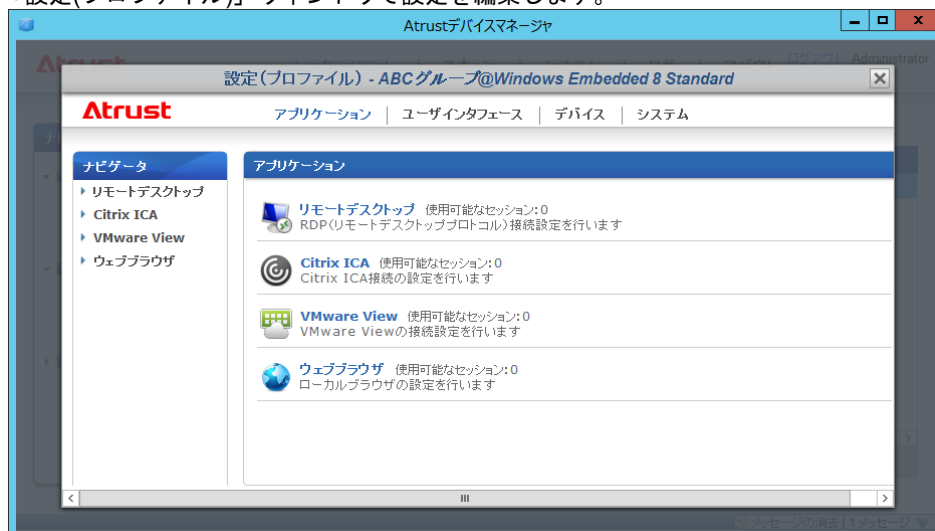 設定(プロファイル)」ウィンドウで設定を編集します。
Atrustデバイスマネージャ
Administrator
設定(プロファイル) - ABCグループ@Windows Embedded 8 Standard
Atrust
アプリケーション | ユーザインタフェース | デバイス | システム
ナビゲータ
リモートデスクトップ
Citrix ICA
VMware View
ウェブブラウザ
アプリケーション
リモートデスクトップ 使用可能なセッション:0
RDP(リモートデスクトッププロトコル)接続設定を行います
Citrix ICA 使用可能なセッション:0
Citrix ICA接続の設定を行います
VMware View 使用可能なセッション:0
VMware Viewの接続設定を行います
ウェブブラウザ 使用可能なセッション:0
ローカルブラウザの設定を行います
メッセージの消去 | 1メッセージ